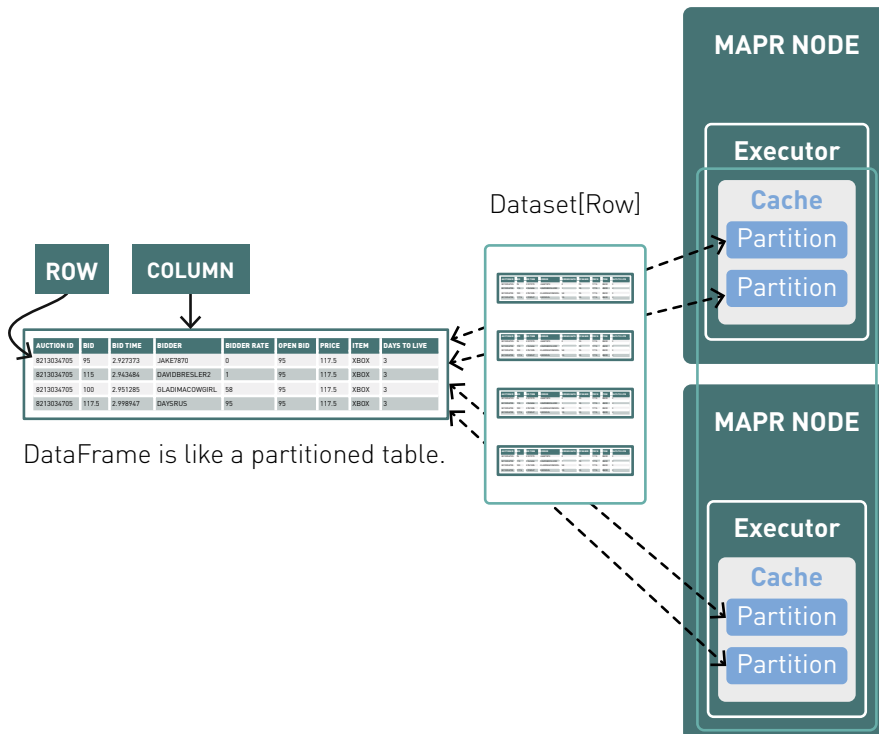 ROW
COLUMN
AUCTION ID BID BID TIME BIDDER BIDDER RATE OPEN BID PRICE ITEM DAYS TO LIVE
8213034705 95 2.927373 JAKE7870 0 95 117.5 XBOX 3
8213034705 115 2.943484 DAVIDBRESLER2 1 95 117.5 XBOX 3
8213034705 100 2.951285 GLADIMACOWGIRL 58 95 117.5 XBOX 3
8213034705 117.5 2.998947 DAYSRUS 95 95 117.5 XBOX 3
DataFrame is like a partitioned table.
Dataset[Row]
MAPR NODE
Executor
Cache
Partition
Partition
MAPR NODE
Executor
Cache
Partition
Partition